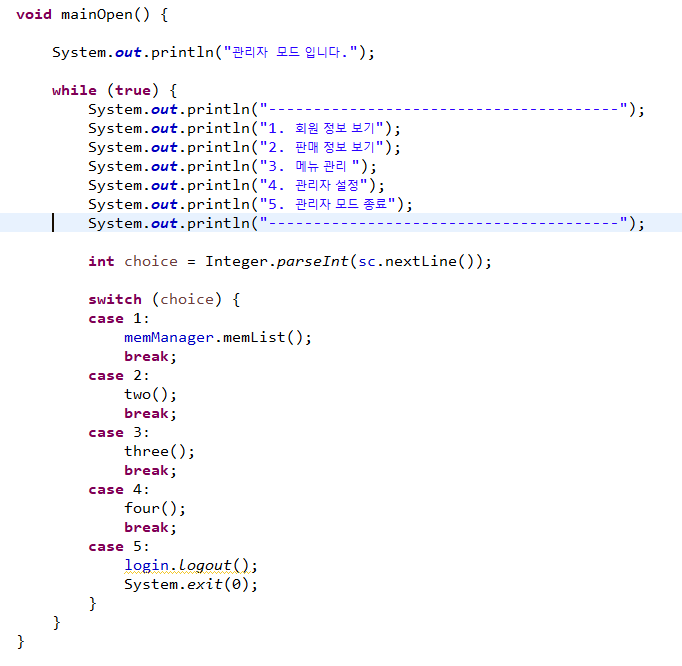 void mainOpen() {
System.out.println("관리자 모드 입니다.");
while (true) {
System.out.println("---------------------------------------");
System.out.println("1. 회원 정보 보기");
System.out.println("2. 판매 정보 보기");
System.out.println("3. 메뉴 관리 ");
System.out.println("4. 관리자 설정");
System.out.println("5. 관리자 모드 종료");
System.out.println("---------------------------------------");
int choice = Integer.parseInt(sc.nextLine());
switch (choice) {
case 1:
memManager.memList();
break;
case 2:
two();
break;
case 3:
three();
break;
case 4:
four();
break;
case 5:
login.logout();
System.exit(0);
}
}
}